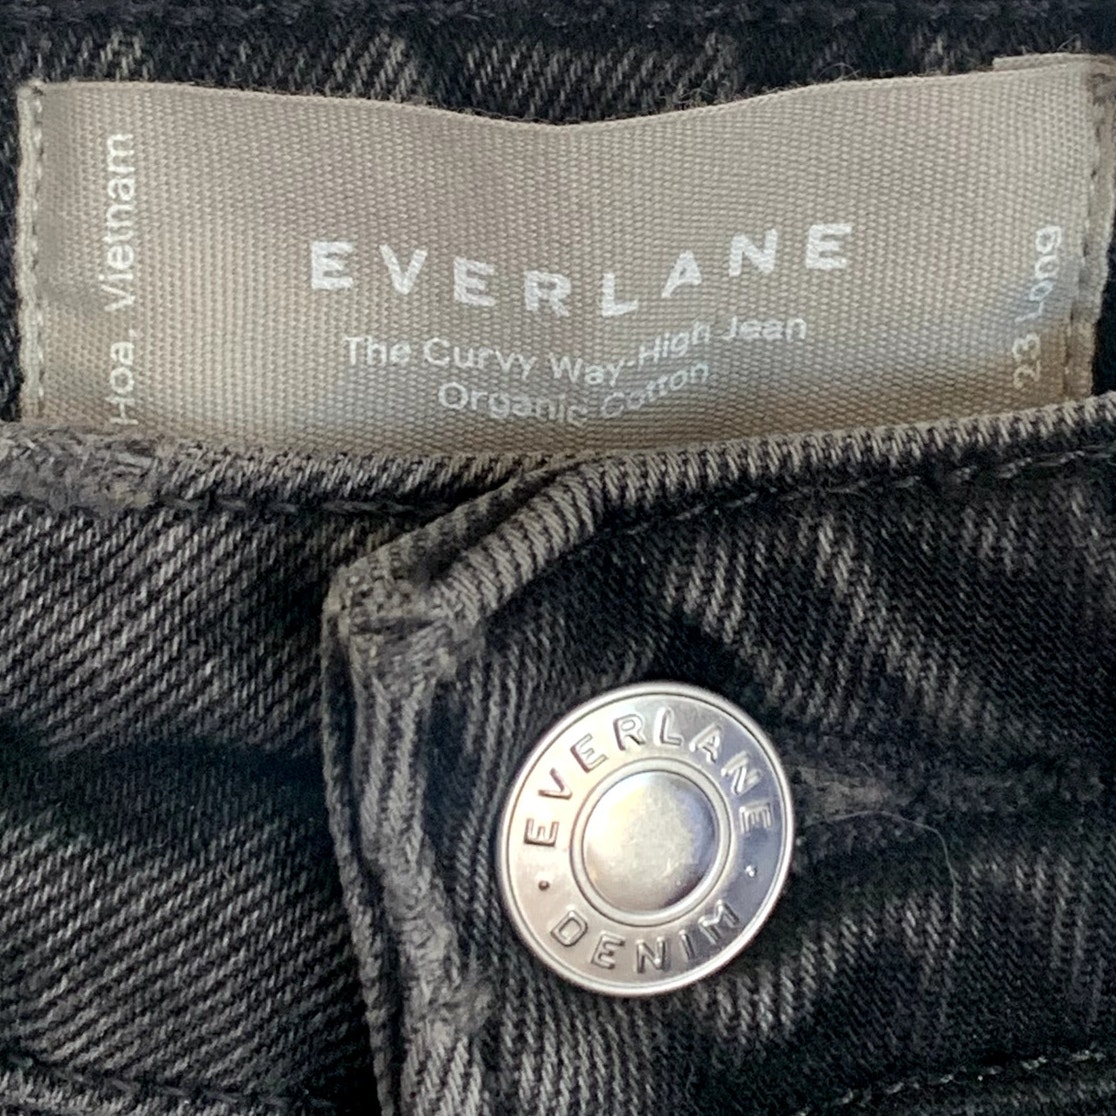 Hoa, Vietnam
EVERLANE
The Curvy Way-High Jean
Organic Cotton
23 Long
EVERLANE
DENIM